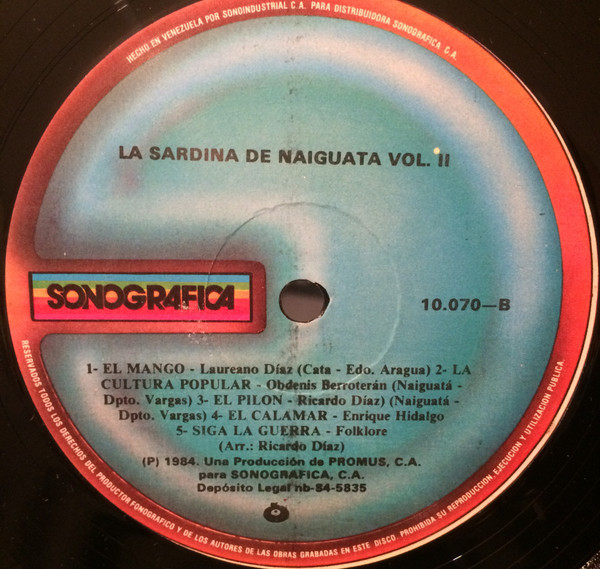 HECHO EN VENEZUELA POR SONOINDUSTRIAL C.A. PARA DISTRIBUIDORA SONOGRAFICA C.A.
LA SARDINA DE NAIGUATA VOL. II
SONOGRAFICA
10.070-B
1- EL MANGO - Laureano Díaz (Cata - Edo. Aragua) 2- LA
CULTURA POPULAR - Obdenis Berroterán (Naiguatá -
Dpto. Vargas) 3- EL PILON - Ricardo Díaz) (Naiguatá -
Dpto. Vargas) 4- EL CALAMAR - Enrique Hidalgo
5- SIGA LA GUERRA - Folklore
(Arr.: Ricardo Díaz)
(P) 1984. Una Producción de PROMUS, C.A.
para SONOGRAFICA, C.A.
Depósito Legal nb-84-5835
RESERVADOS TODOS LOS DERECHOS DEL PRODUCTOR FONOGRAFICO Y DE LOS AUTORES DE LAS OBRAS GRABADAS EN ESTE DISCO. PROHIBIDA SU REPRODUCCION, EJECUCION Y UTILIZACION PUBLICA.